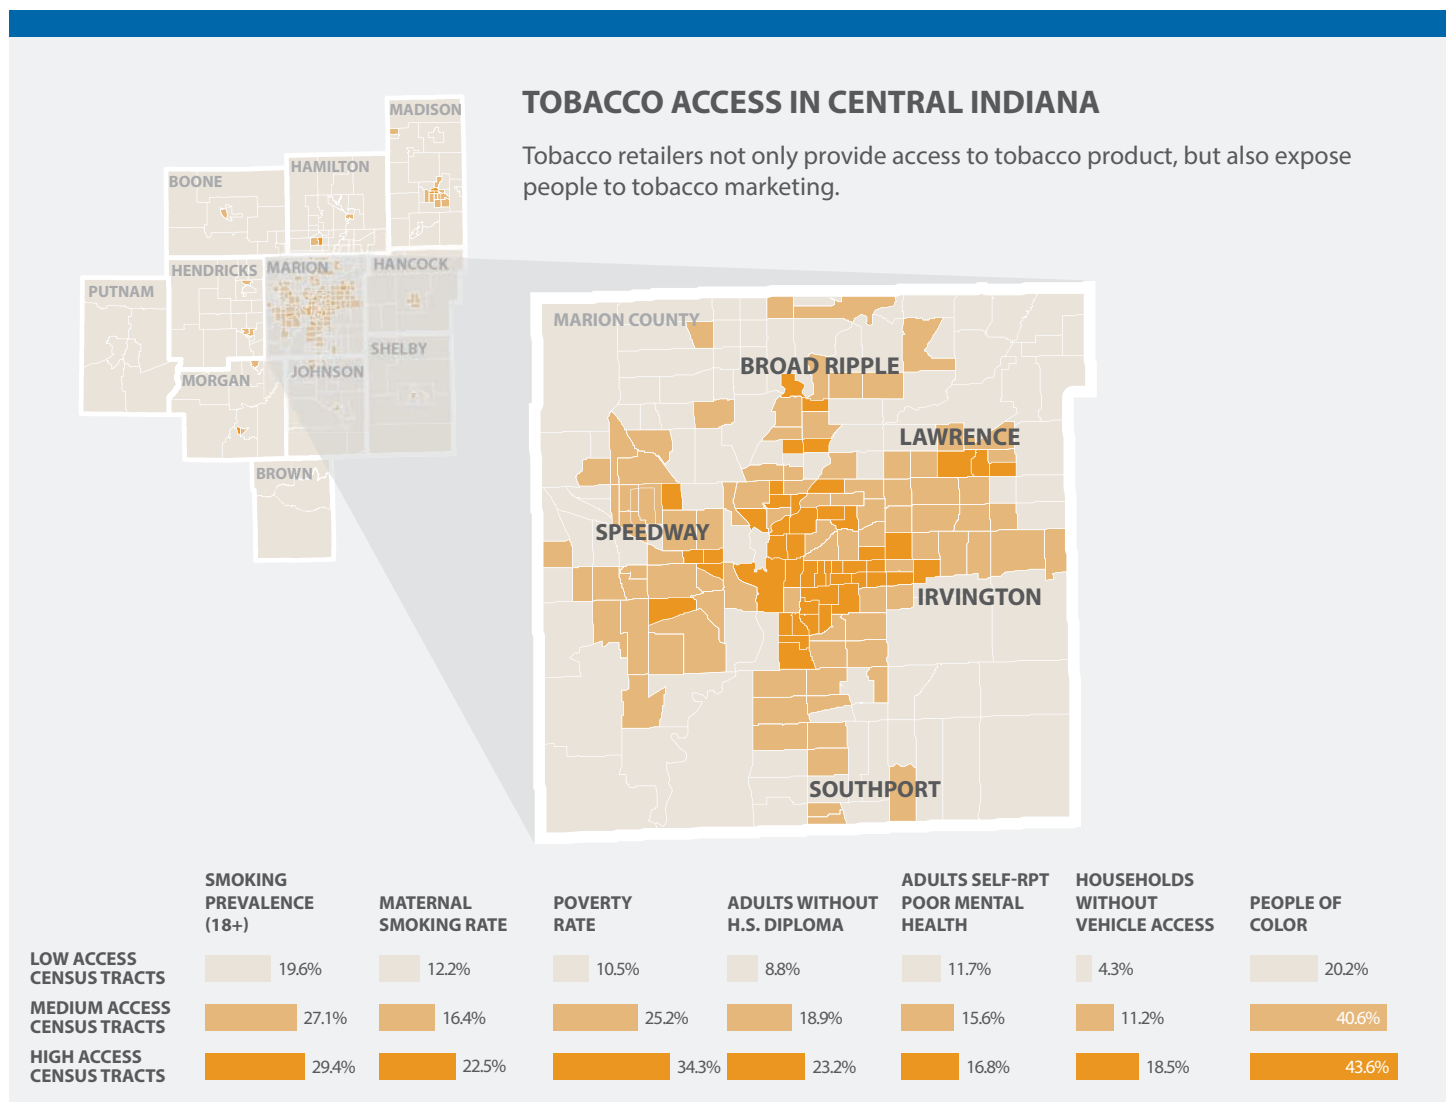 TOBACCO ACCESS IN CENTRAL INDIANA
Tobacco retailers not only provide access to tobacco product, but also expose
people to tobacco marketing.
MADISON
HAMILTON
BOONE
HENDRICKS
MARION
HANCOCK
PUTNAM
SHELBY
JOHNSON
MORGAN
BROWN
MARION COUNTY
BROAD RIPPLE
LAWRENCE
SPEEDWAY
IRVINGTON
SOUTHPORT
SMOKING
PREVALENCE
(18+)
MATERNAL
SMOKING RATE
POVERTY
RATE
ADULTS WITHOUT
H.S. DIPLOMA
ADULTS SELF-RPT
POOR MENTAL
HEALTH
HOUSEHOLDS
WITHOUT
VEHICLE ACCESS
PEOPLE OF
COLOR
LOW ACCESS
CENSUS TRACTS
19.6% 12.2% 10.5% 8.8% 11.7% 4.3% 20.2%
MEDIUM ACCESS
CENSUS TRACTS
27.1% 16.4% 25.2% 18.9% 15.6% 11.2% 40.6%
HIGH ACCESS
CENSUS TRACTS
29.4% 22.5% 34.3% 23.2% 16.8% 18.5% 43.6%